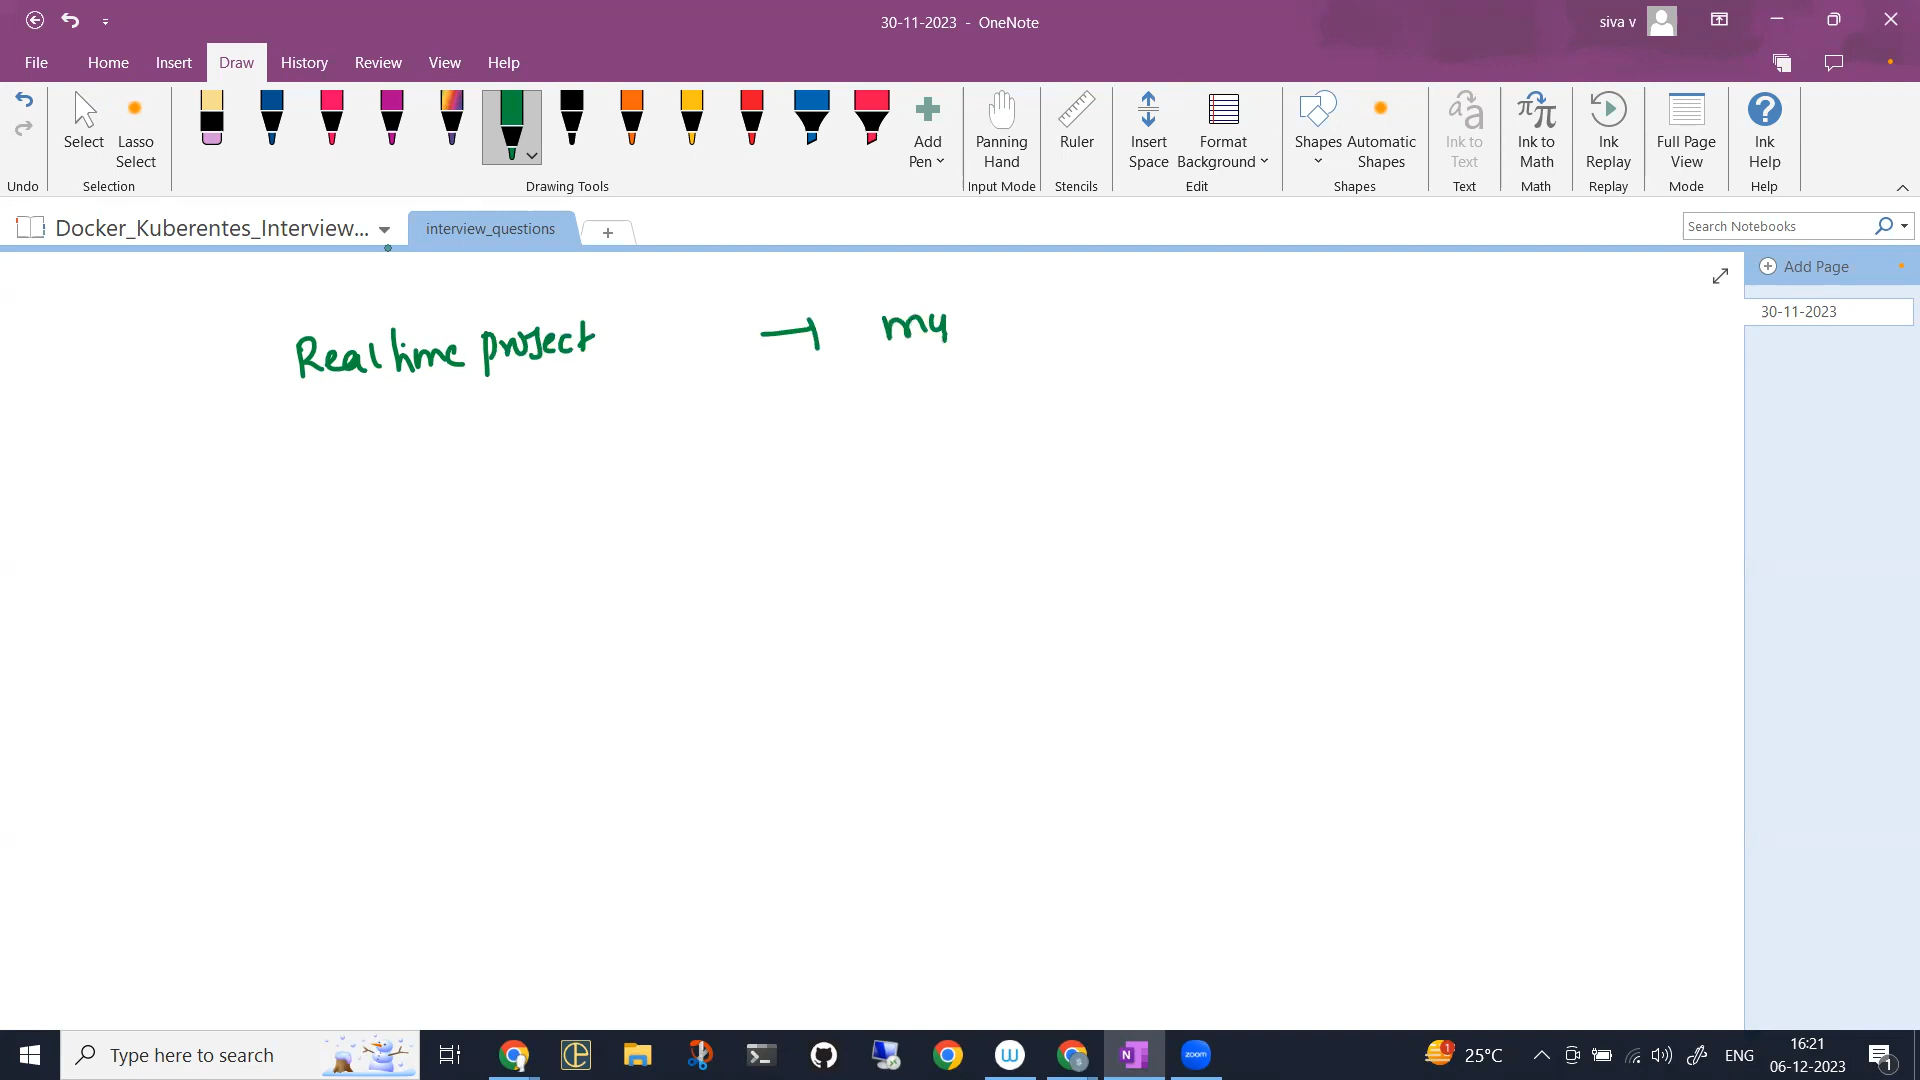 30-11-2023 - OneNote
siva v
File Home Insert Draw History Review View Help
Select
Lasso Select
Add Pen
Panning Hand
Ruler
Insert Space
Format Background
Shapes
Automatic Shapes
Ink to Text
Ink to Math
Ink Replay
Full Page View
Ink Help
Undo Selection Drawing Tools Input Mode Stencils Edit Shapes Text Math Replay Mode Help
Docker_Kuberentes_Interview... interview_questions + Search Notebooks
Add Page
30-11-2023
Realtime project → my
Type here to search
zoom
25°C
ENG
16:21
06-12-2023
1
1